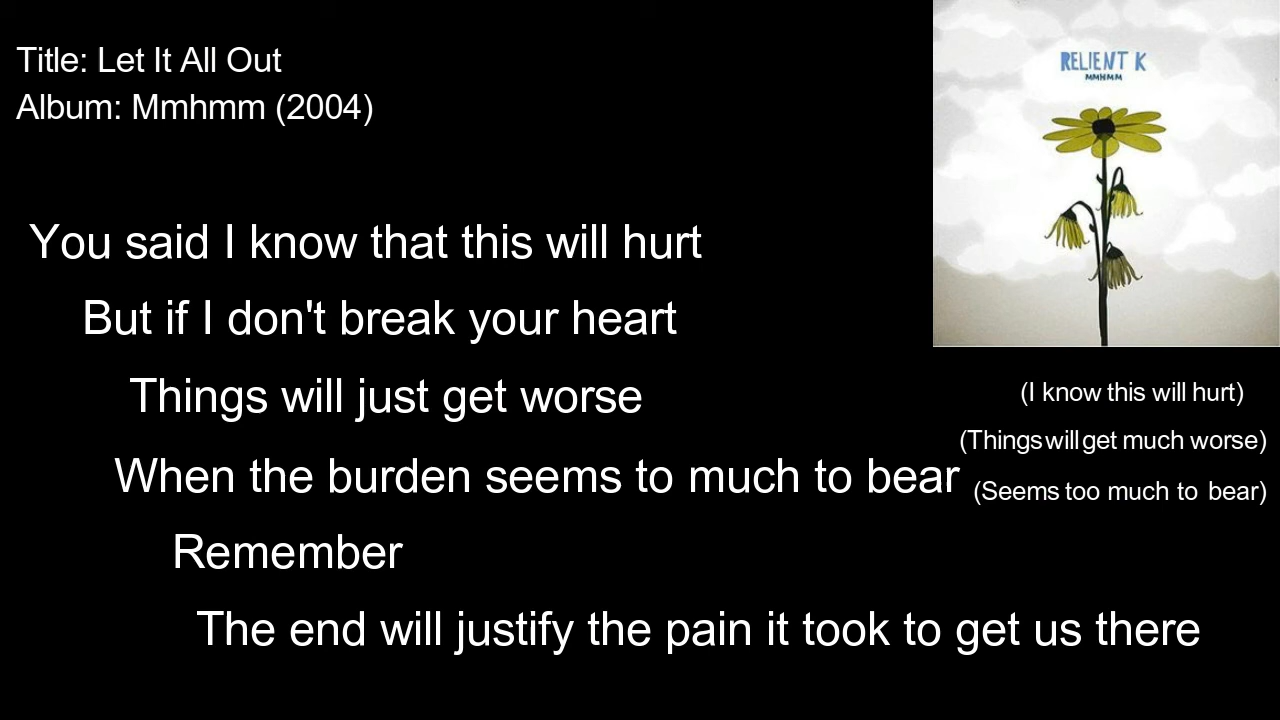 Title: Let It All Out
Album: Mmhmm (2004)
RELIENT K
MMHMM
You said I know that this will hurt
But if I don't break your heart
Things will just get worse
(I know this will hurt)
(Things will get much worse)
When the burden seems to much to bear
(Seems too much to bear)
Remember
The end will justify the pain it took to get us there